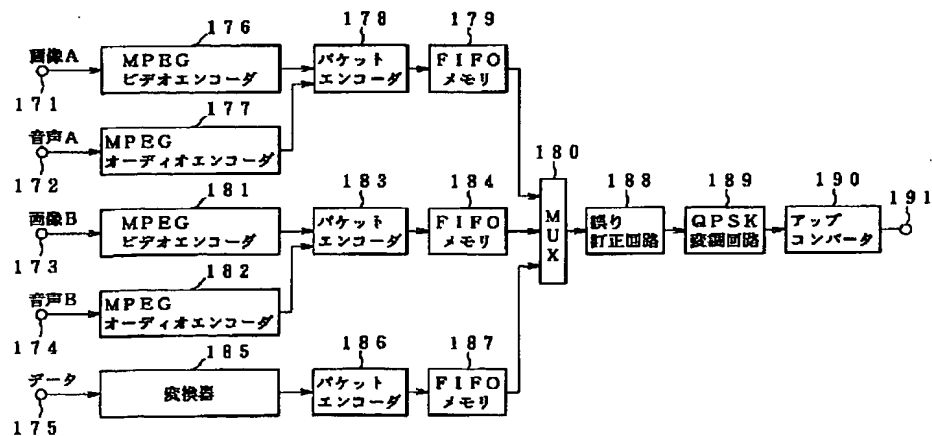 176
178
179
画像A
MPEG
ビデオエンコーダ
パケット
エンコーダ
FIFO
メモリ
171
177
音声A
MPEG
オーディオエンコーダ
172
180
181
183
184
188
189
190
191
画像B
MPEG
ビデオエンコーダ
パケット
エンコーダ
FIFO
メモリ
MUX
誤り
訂正回路
QPSK
変調回路
アップ
コンバータ
173
182
音声B
MPEG
オーディオエンコーダ
174
185
186
187
データ
変換器
パケット
エンコーダ
FIFO
メモリ
175